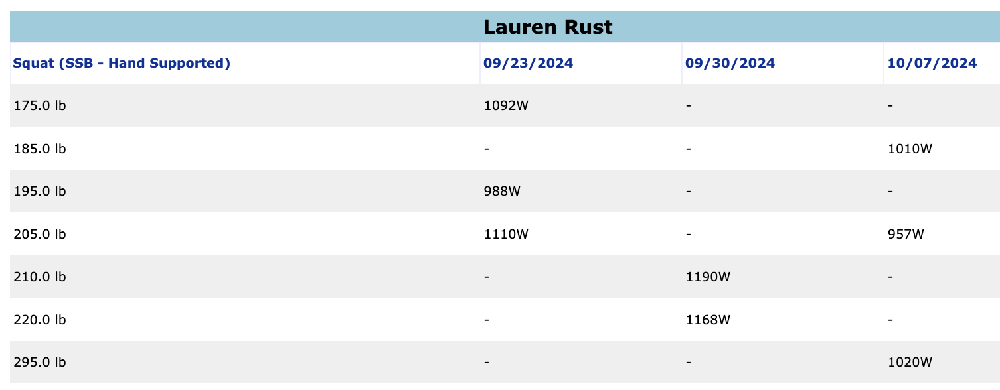 Lauren Rust
Squat (SSB - Hand Supported) 09/23/2024 09/30/2024 10/07/2024
175.0 lb 1092W - -
185.0 lb - - 1010W
195.0 lb 988W - -
205.0 lb 1110W - 957W
210.0 lb - 1190W -
220.0 lb - 1168W -
295.0 lb - - 1020W